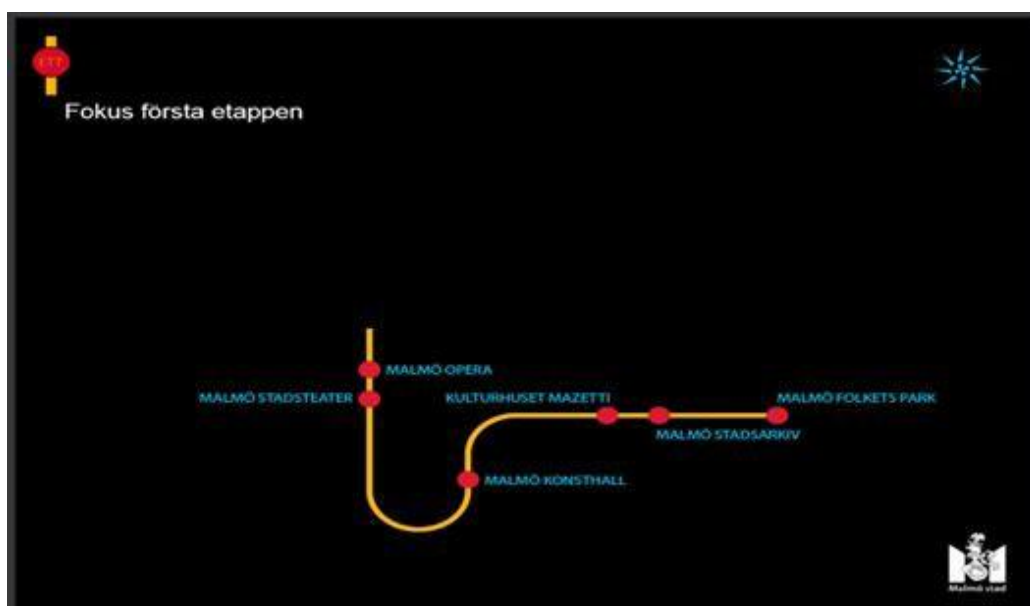 ETT
Fokus första etappen
MALMÖ OPERA
MALMÖ STADSTEATER
KULTURHUSET MAZETTI
MALMÖ FOLKETS PARK
MALMÖ STADSARKIV
MALMÖ KONSTHALL
Malmö stad